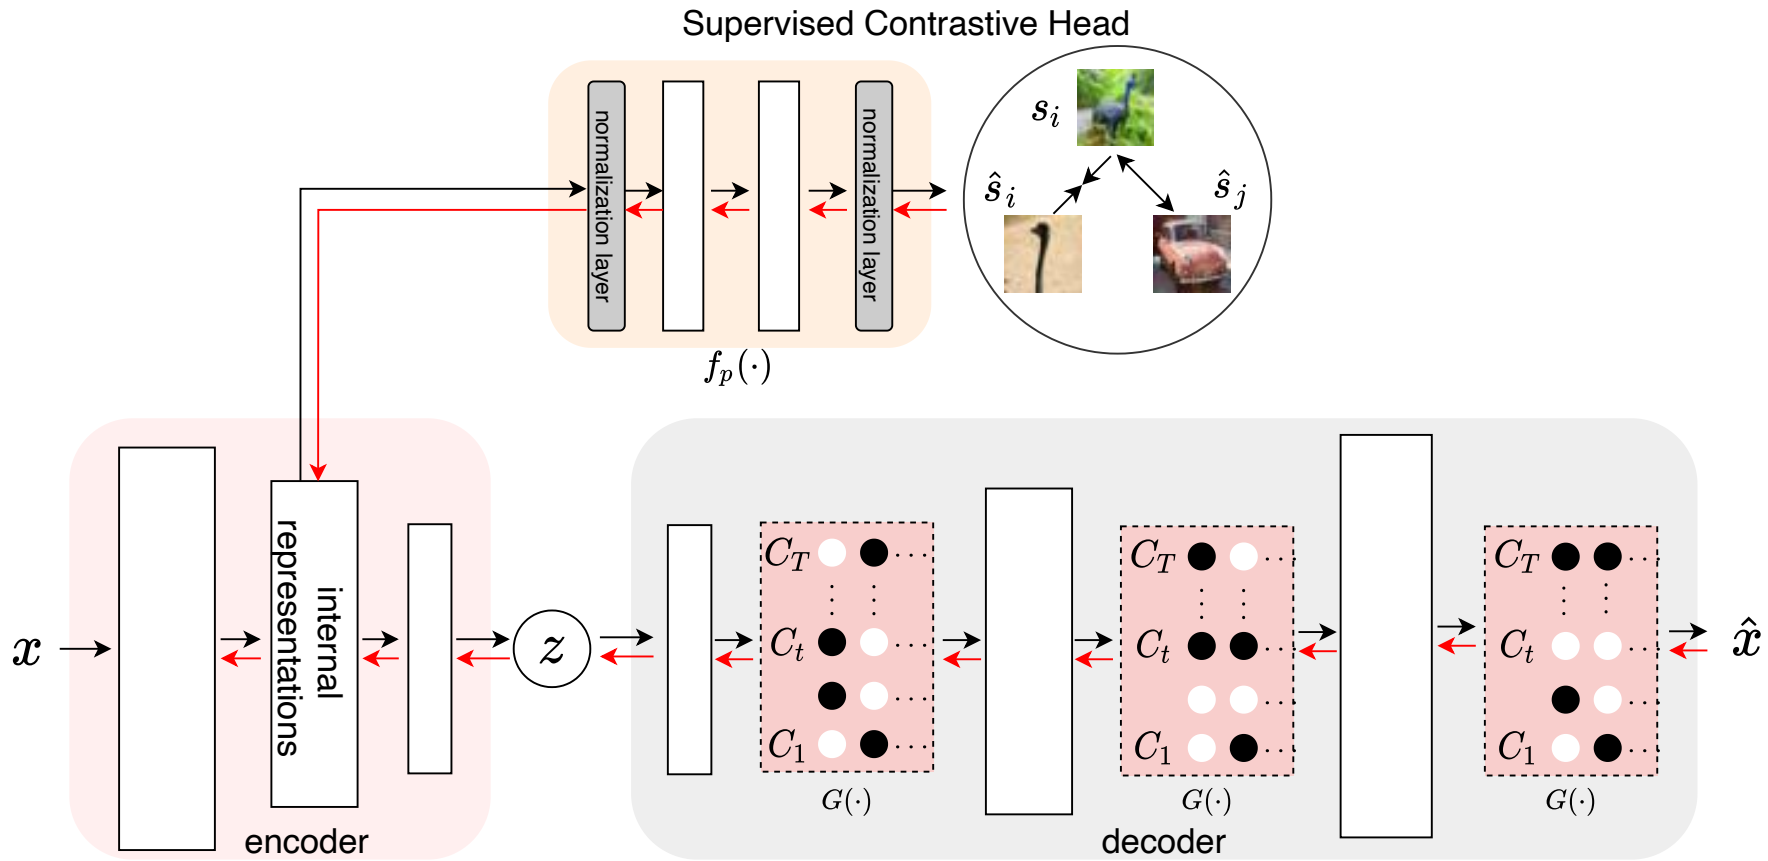 Supervised Contrastive Head
normalization layer
normalization layer
s_i
ŝ_i
ŝ_j
f_p(·)
x
internal
representations
encoder
z
C_T ...
C_t ...
...
C_1 ...
G(·)
C_T ...
C_t ...
...
C_1 ...
G(·)
C_T ...
C_t ...
...
C_1 ...
G(·)
decoder
x̂